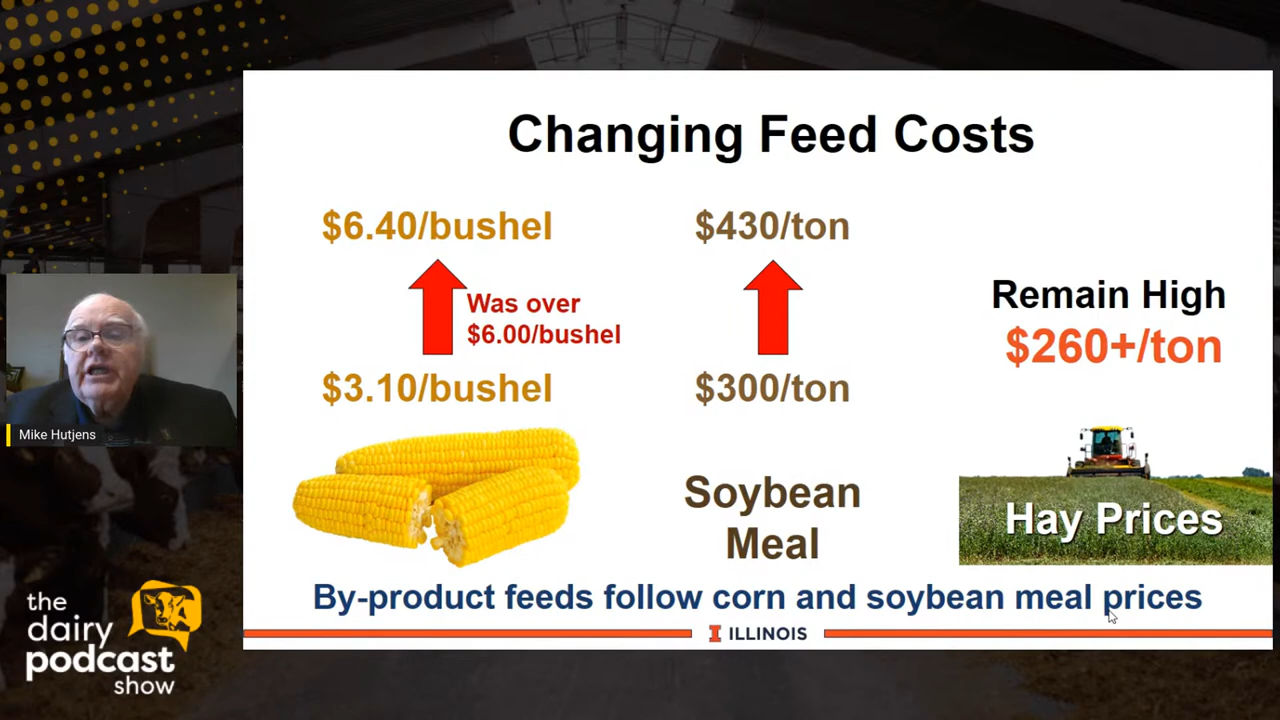 Changing Feed Costs
$6.40/bushel
Was over
$6.00/bushel
$3.10/bushel
$430/ton
$300/ton
Soybean
Meal
Remain High
$260+/ton
Hay Prices
By-product feeds follow corn and soybean meal prices
I ILLINOIS
Mike Hutjens
the
dairy
podcast
show